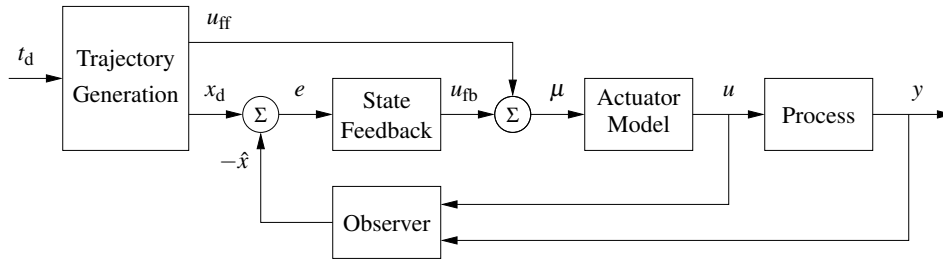 u_ff
t_d
Trajectory
Generation
x_d
Σ
e
State
Feedback
u_fb
Σ
μ
Actuator
Model
u
Process
y
−x̂
Observer